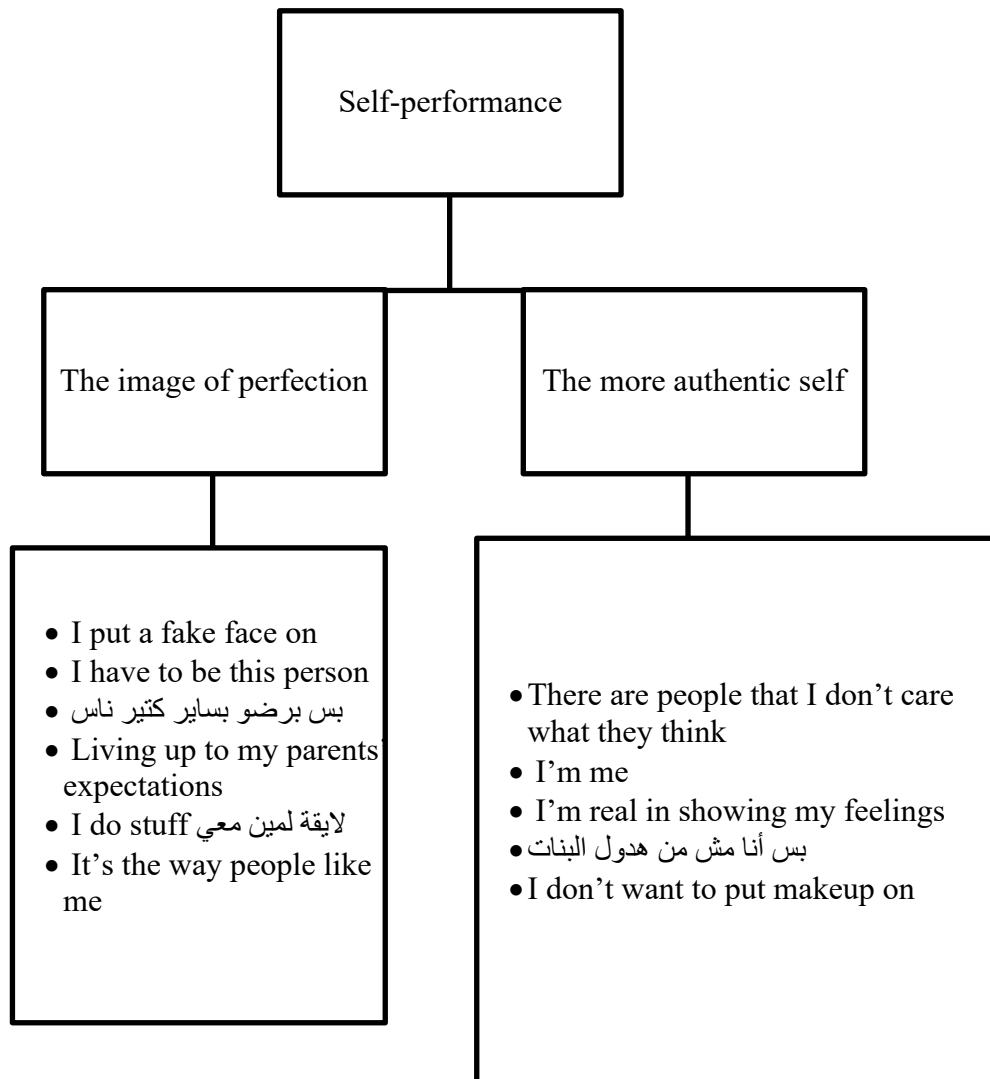 Self-performance
The image of perfection
The more authentic self
• I put a fake face on
• I have to be this person
• بس برضو بساير كتير ناس
• Living up to my parents'
expectations
• I do stuff لايقة لمين معي
• It's the way people like
me
• There are people that I don't care
what they think
• I'm me
• I'm real in showing my feelings
• بس أنا مش من هدول البنات
• I don't want to put makeup on